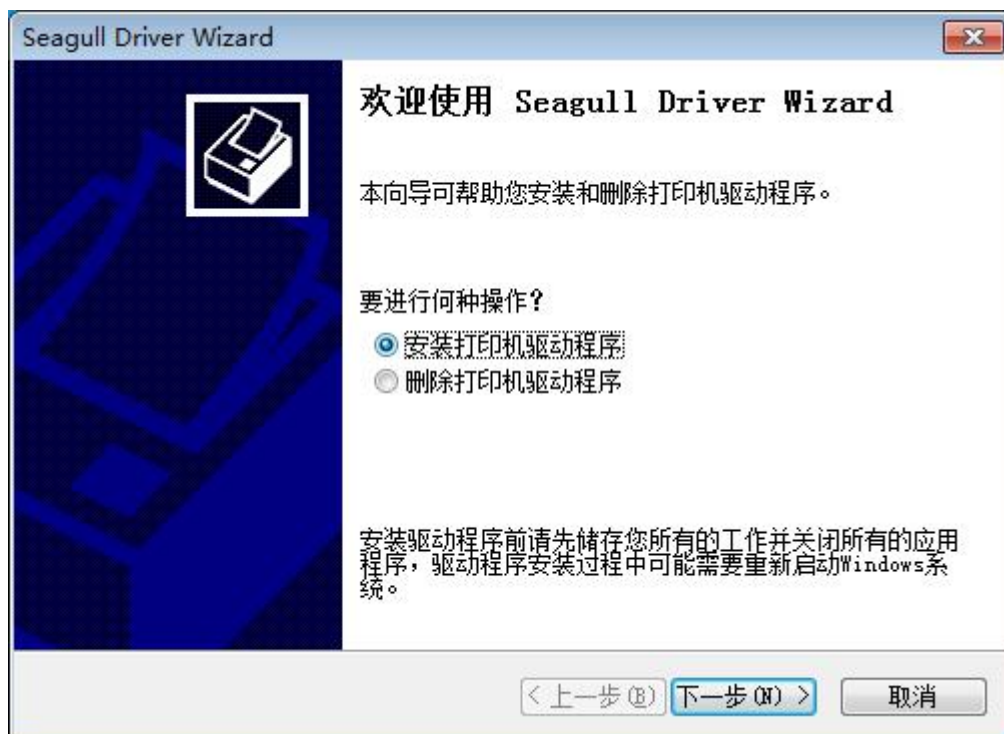 Seagull Driver Wizard
欢迎使用 Seagull Driver Wizard
本向导可帮助您安装和删除打印机驱动程序。
要进行何种操作?
安装打印机驱动程序
删除打印机驱动程序
安装驱动程序前请先储存您所有的工作并关闭所有的应用
程序，驱动程序安装过程中可能需要重新启动Windows系
统。
< 上一步(B) 下一步(N) > 取消